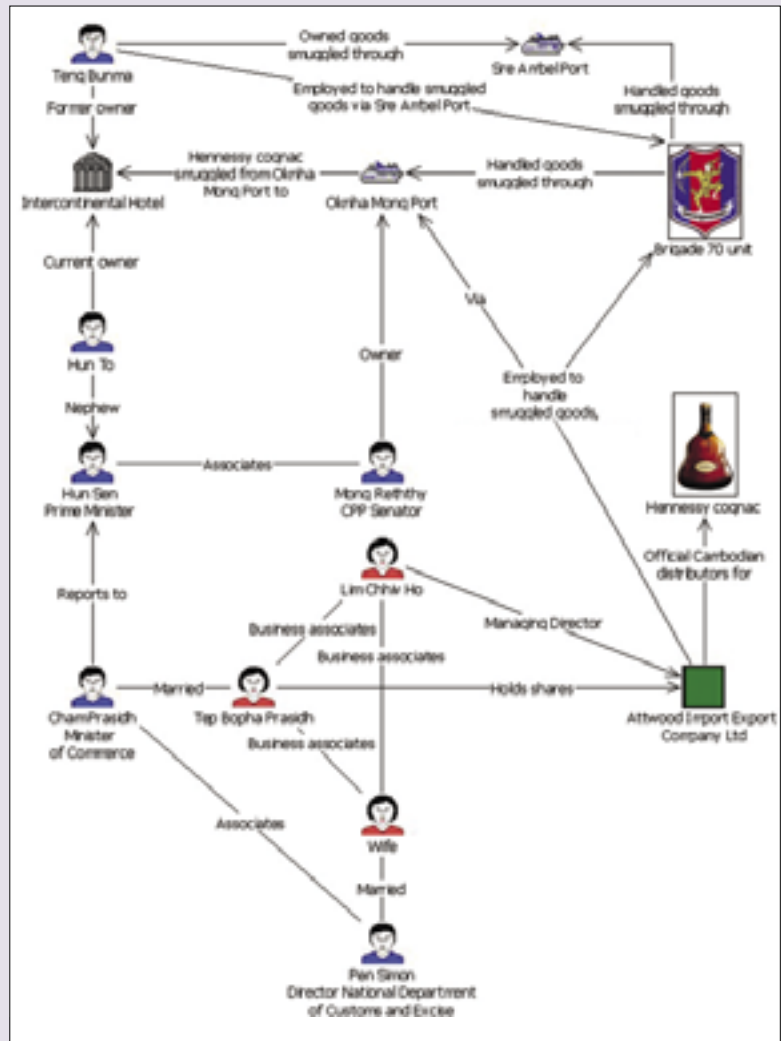 Owned goods
smuggled through
Teng Bunma
Sre Ambel Port
Former owner
Employed to handle smuggled
goods via Sre Ambel Port
Handled goods
smuggled through
Hennessy cognac
smuggled from Oknha
Mong Port to
Handled goods
smuggled through
Intercontinental Hotel
Oknha Mong Port
Brigade 70 unit
Current owner
Via
Hun To
Owner
Employed to
handle
smuggled goods,
Nephew
Associates
Hun Sen
Prime Minister
Mong Reththy
CPP Senator
Hennessy cognac
Official Cambodian
distributors for
Lim Chhiv Ho
Reports to
Managing Director
Business associates
Business associates
Married
Holds shares
Cham Prasidh
Minister
of Commerce
Tep Bopha Prasidh
Attwood Import Export
Company Ltd
Business associates
Associates
Wife
Married
Pen Simon
Director National Department
of Customs and Excise